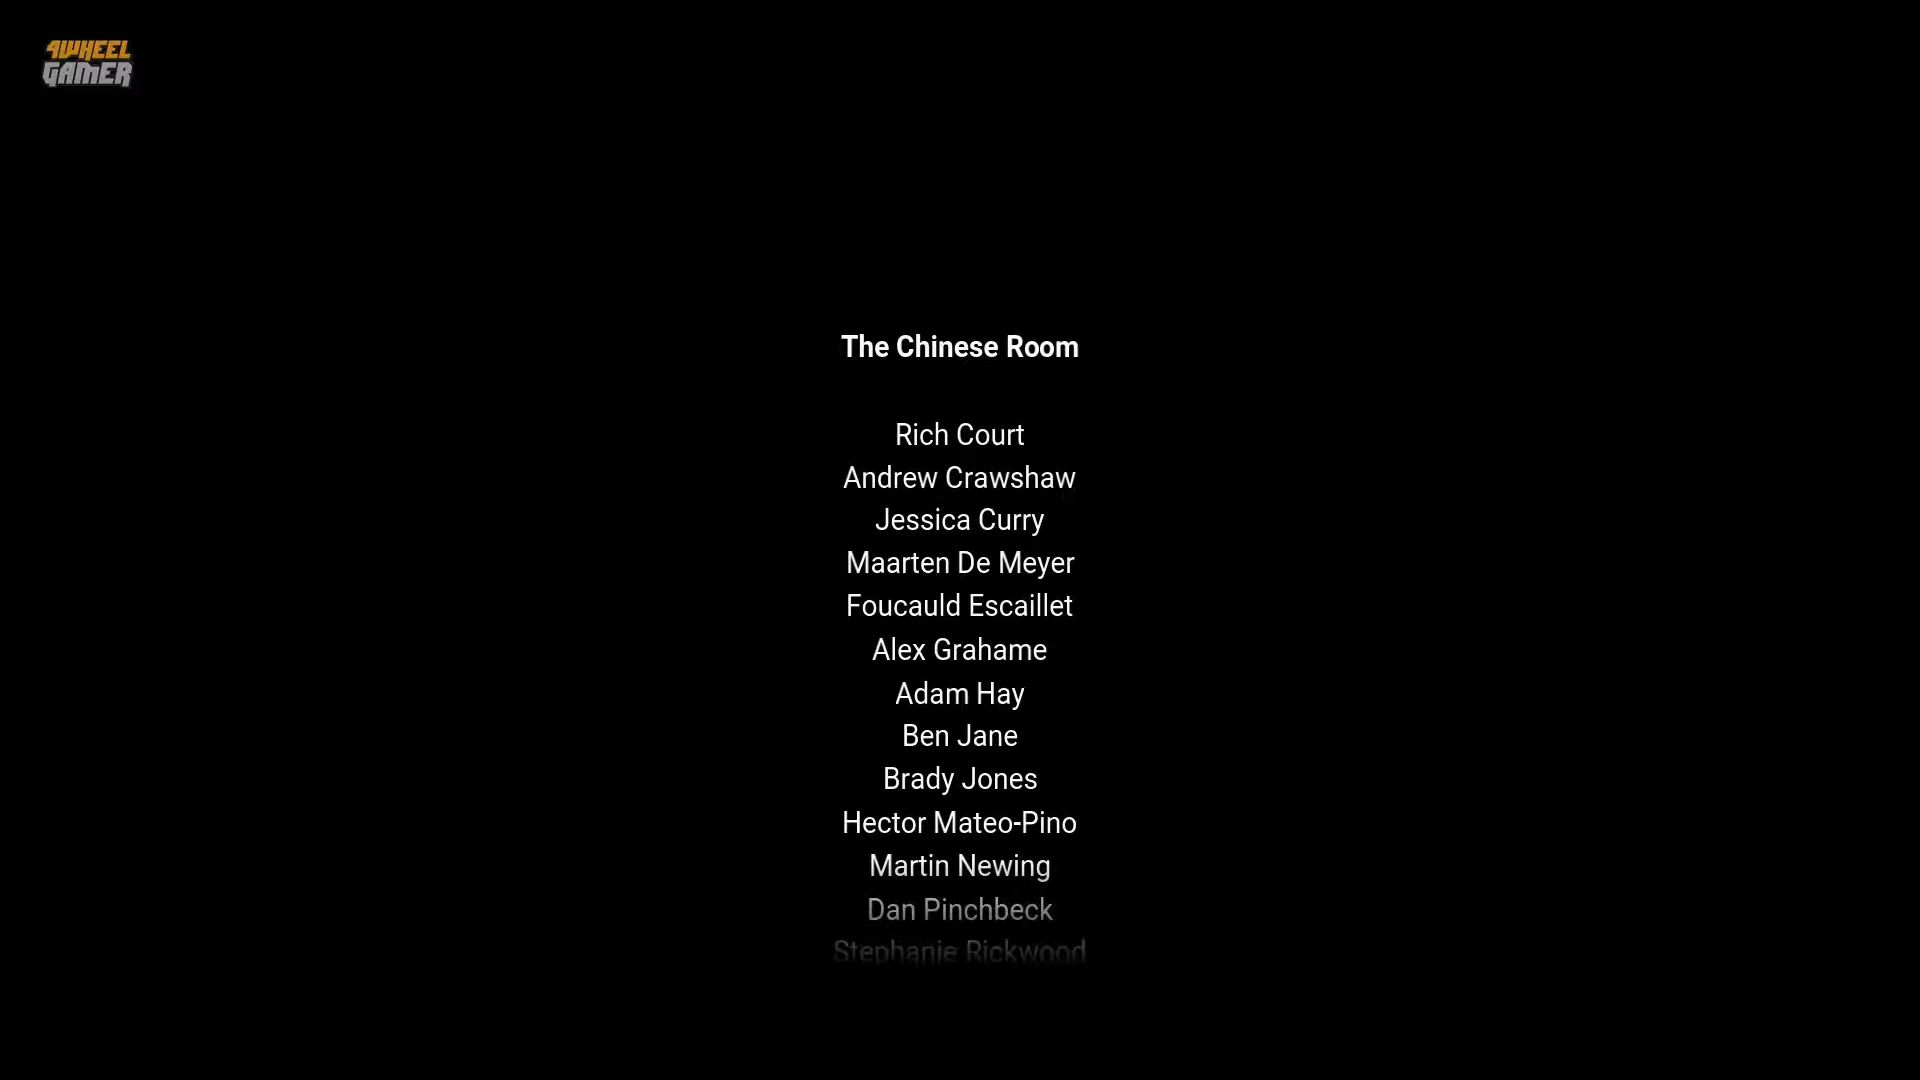 4WHEEL
GAMER
The Chinese Room
Rich Court
Andrew Crawshaw
Jessica Curry
Maarten De Meyer
Foucauld Escaillet
Alex Grahame
Adam Hay
Ben Jane
Brady Jones
Hector Mateo-Pino
Martin Newing
Dan Pinchbeck
Stephanie Rickwood